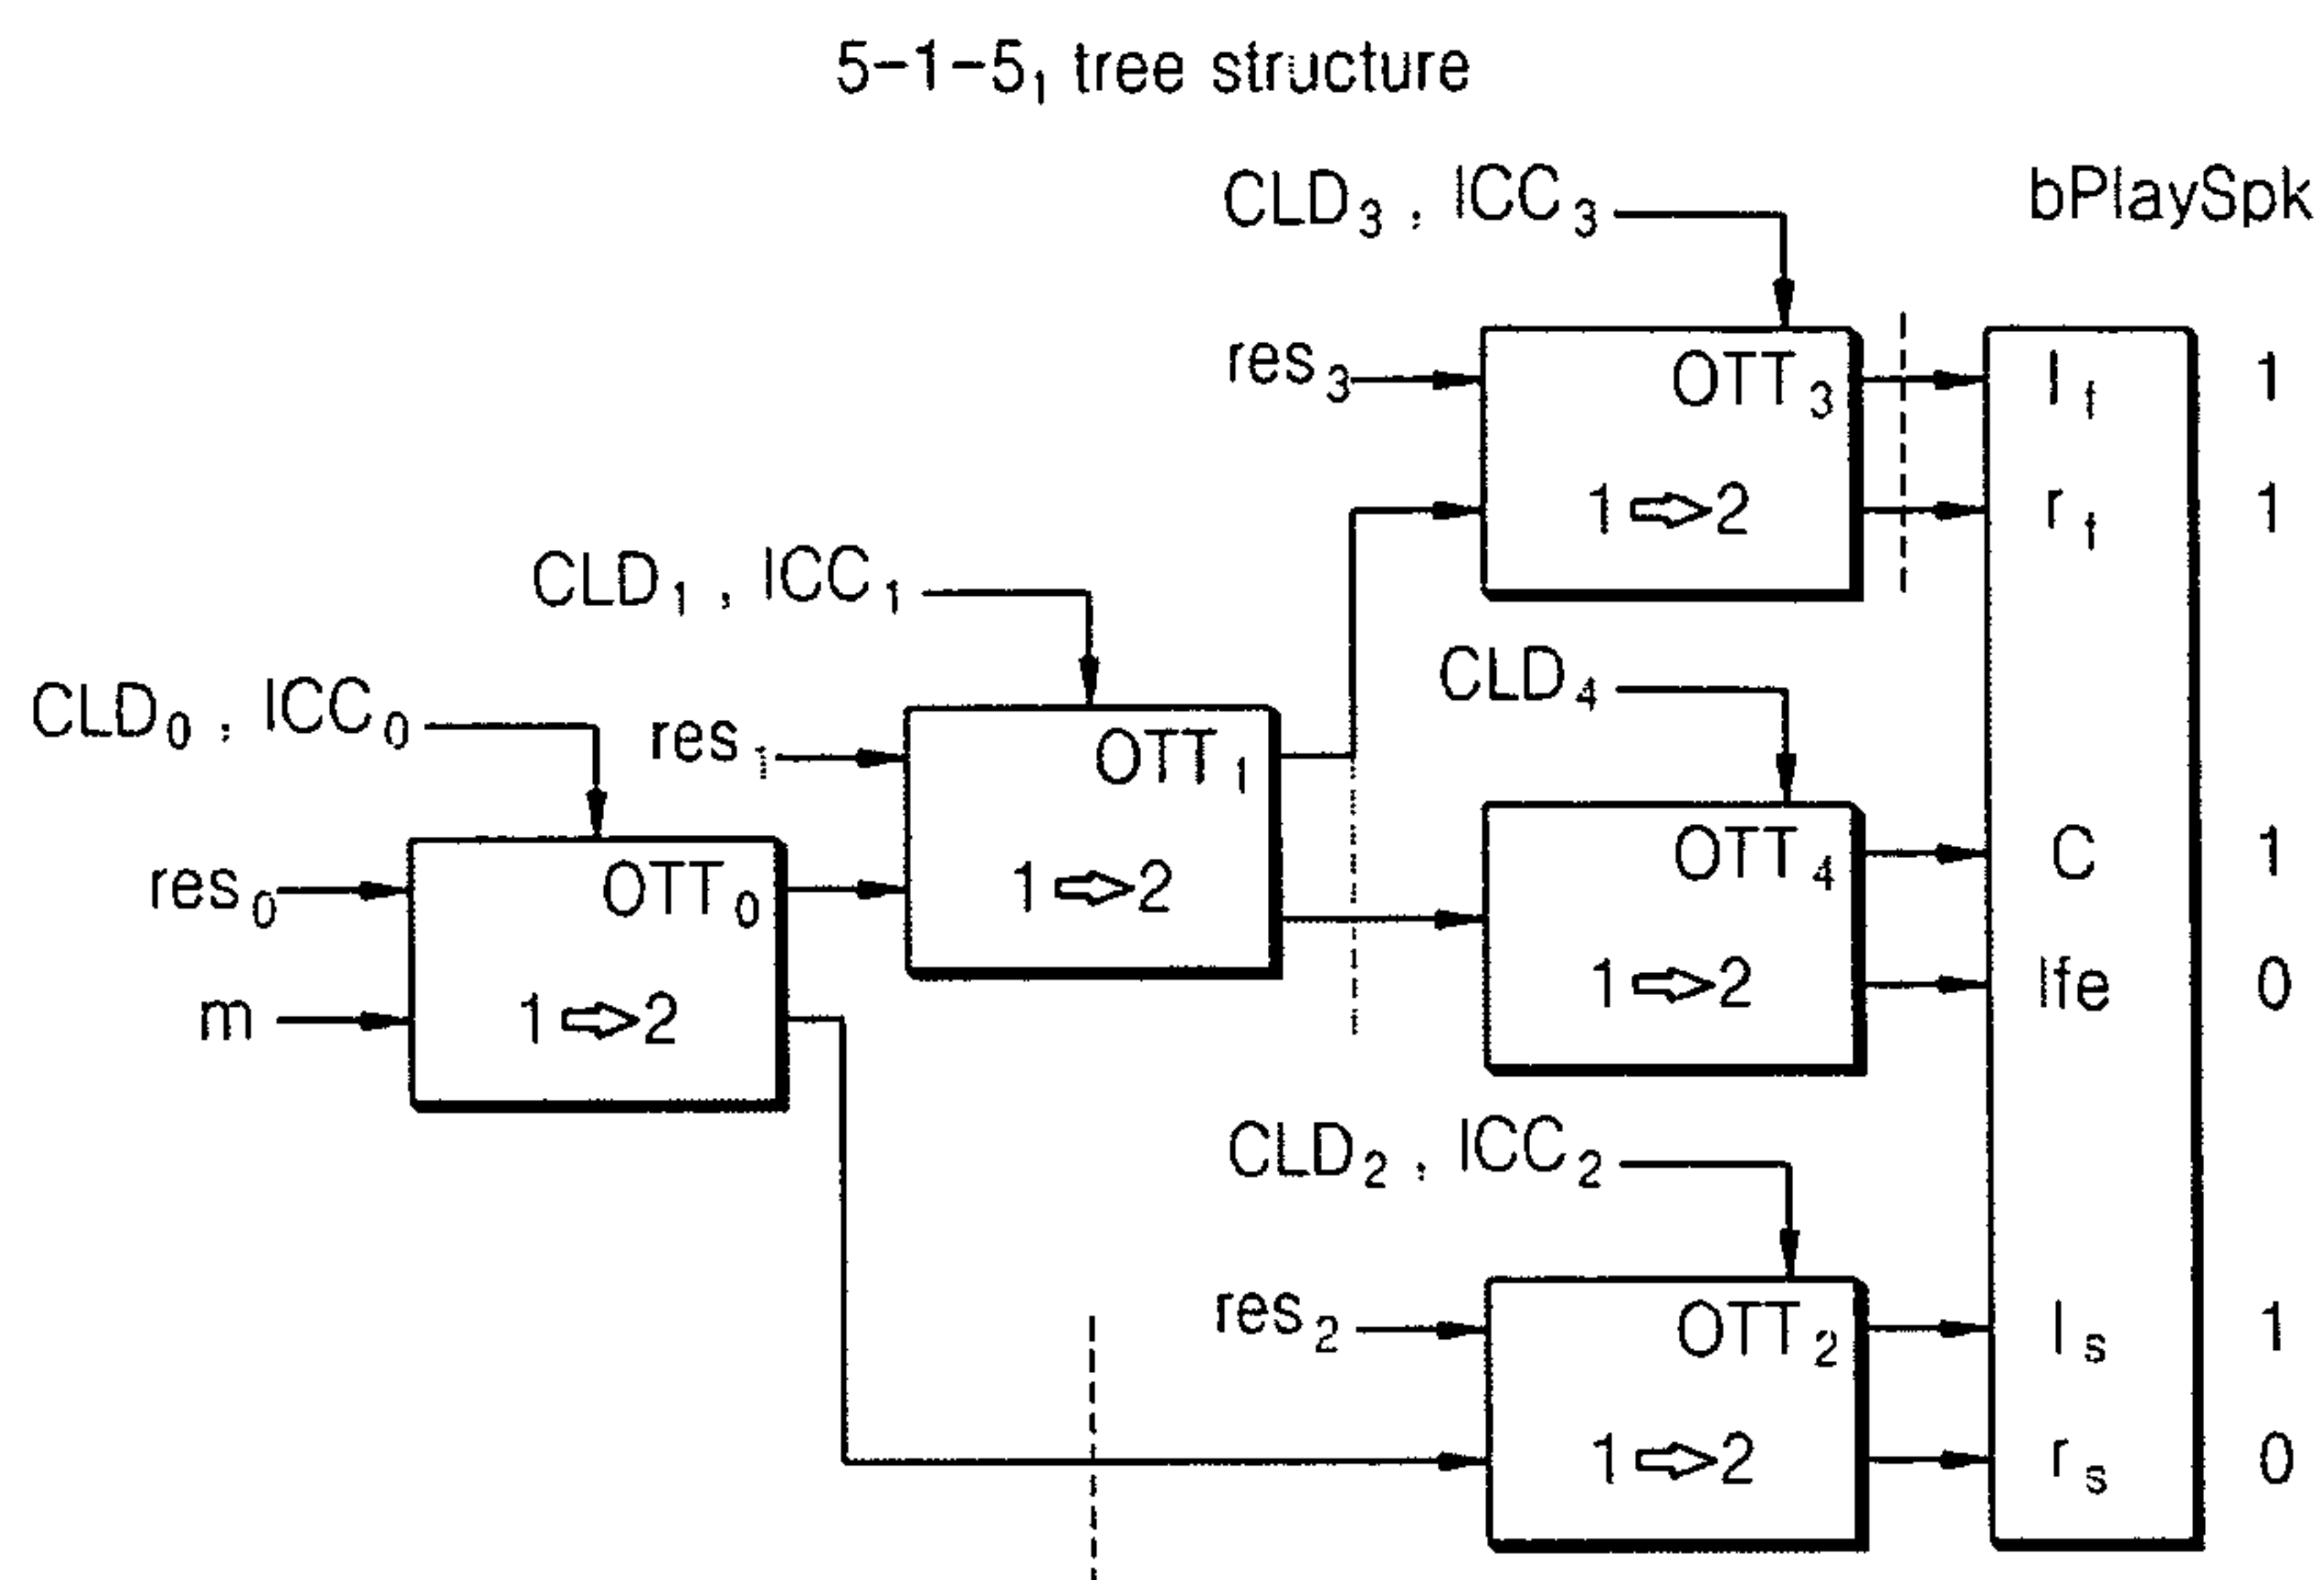 5-1-5₁ tree structure
CLD₃ , ICC₃
bPlaySpk
res₃
OTT₃
1⇨2
l_f 1
r_f 1
CLD₁ , ICC₁
CLD₄
CLD₀ , ICC₀
res₁
OTT₁
1⇨2
OTT₄
1⇨2
C 1
lfe 0
res₀
m
OTT₀
1⇨2
CLD₂ , ICC₂
res₂
OTT₂
1⇨2
l_s 1
r_s 0